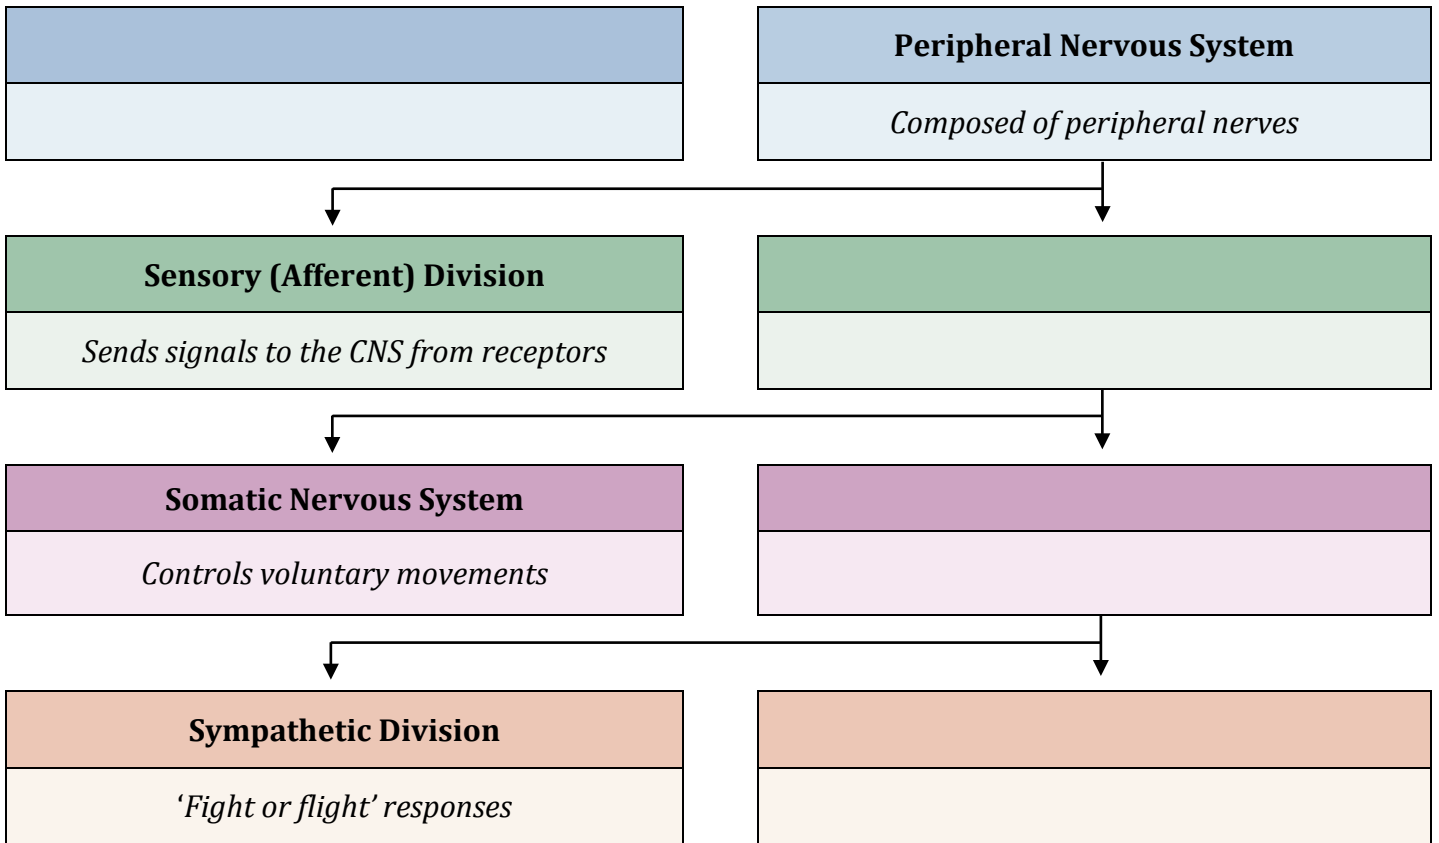 Peripheral Nervous System
Composed of peripheral nerves
Sensory (Afferent) Division
Sends signals to the CNS from receptors
Somatic Nervous System
Controls voluntary movements
Sympathetic Division
‘Fight or flight’ responses